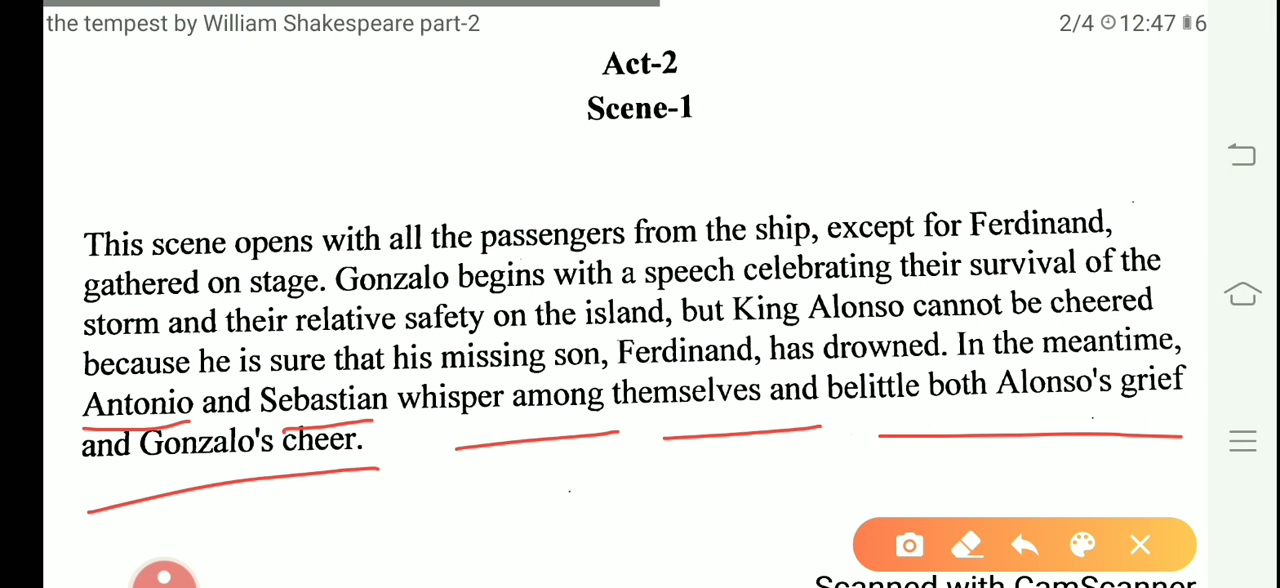 the tempest by William Shakespeare part-2
2/4 12:47 6
Act-2
Scene-1
This scene opens with all the passengers from the ship, except for Ferdinand,
gathered on stage. Gonzalo begins with a speech celebrating their survival of the
storm and their relative safety on the island, but King Alonso cannot be cheered
because he is sure that his missing son, Ferdinand, has drowned. In the meantime,
Antonio and Sebastian whisper among themselves and belittle both Alonso's grief
and Gonzalo's cheer.
Scanned with CamScanner